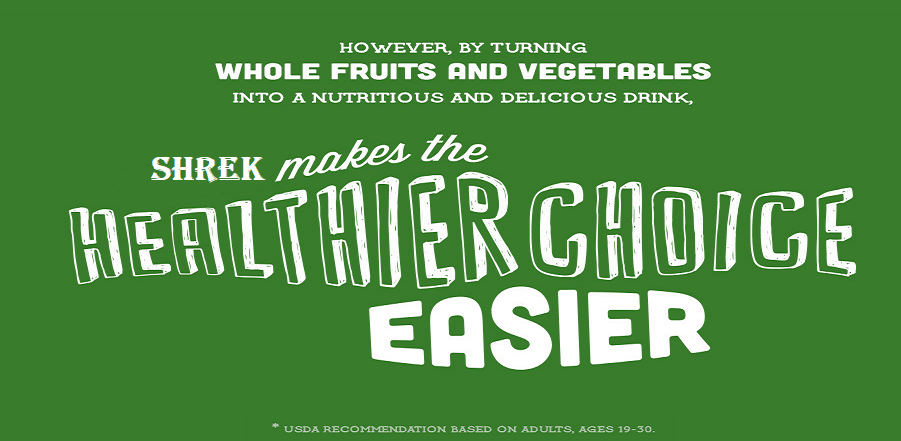 HOWEVER, BY TURNING
WHOLE FRUITS AND VEGETABLES
INTO A NUTRITIOUS AND DELICIOUS DRINK,
SHREK makes the
HEALTHIER CHOICE
EASIER
* USDA RECOMMENDATION BASED ON ADULTS, AGES 19-30.